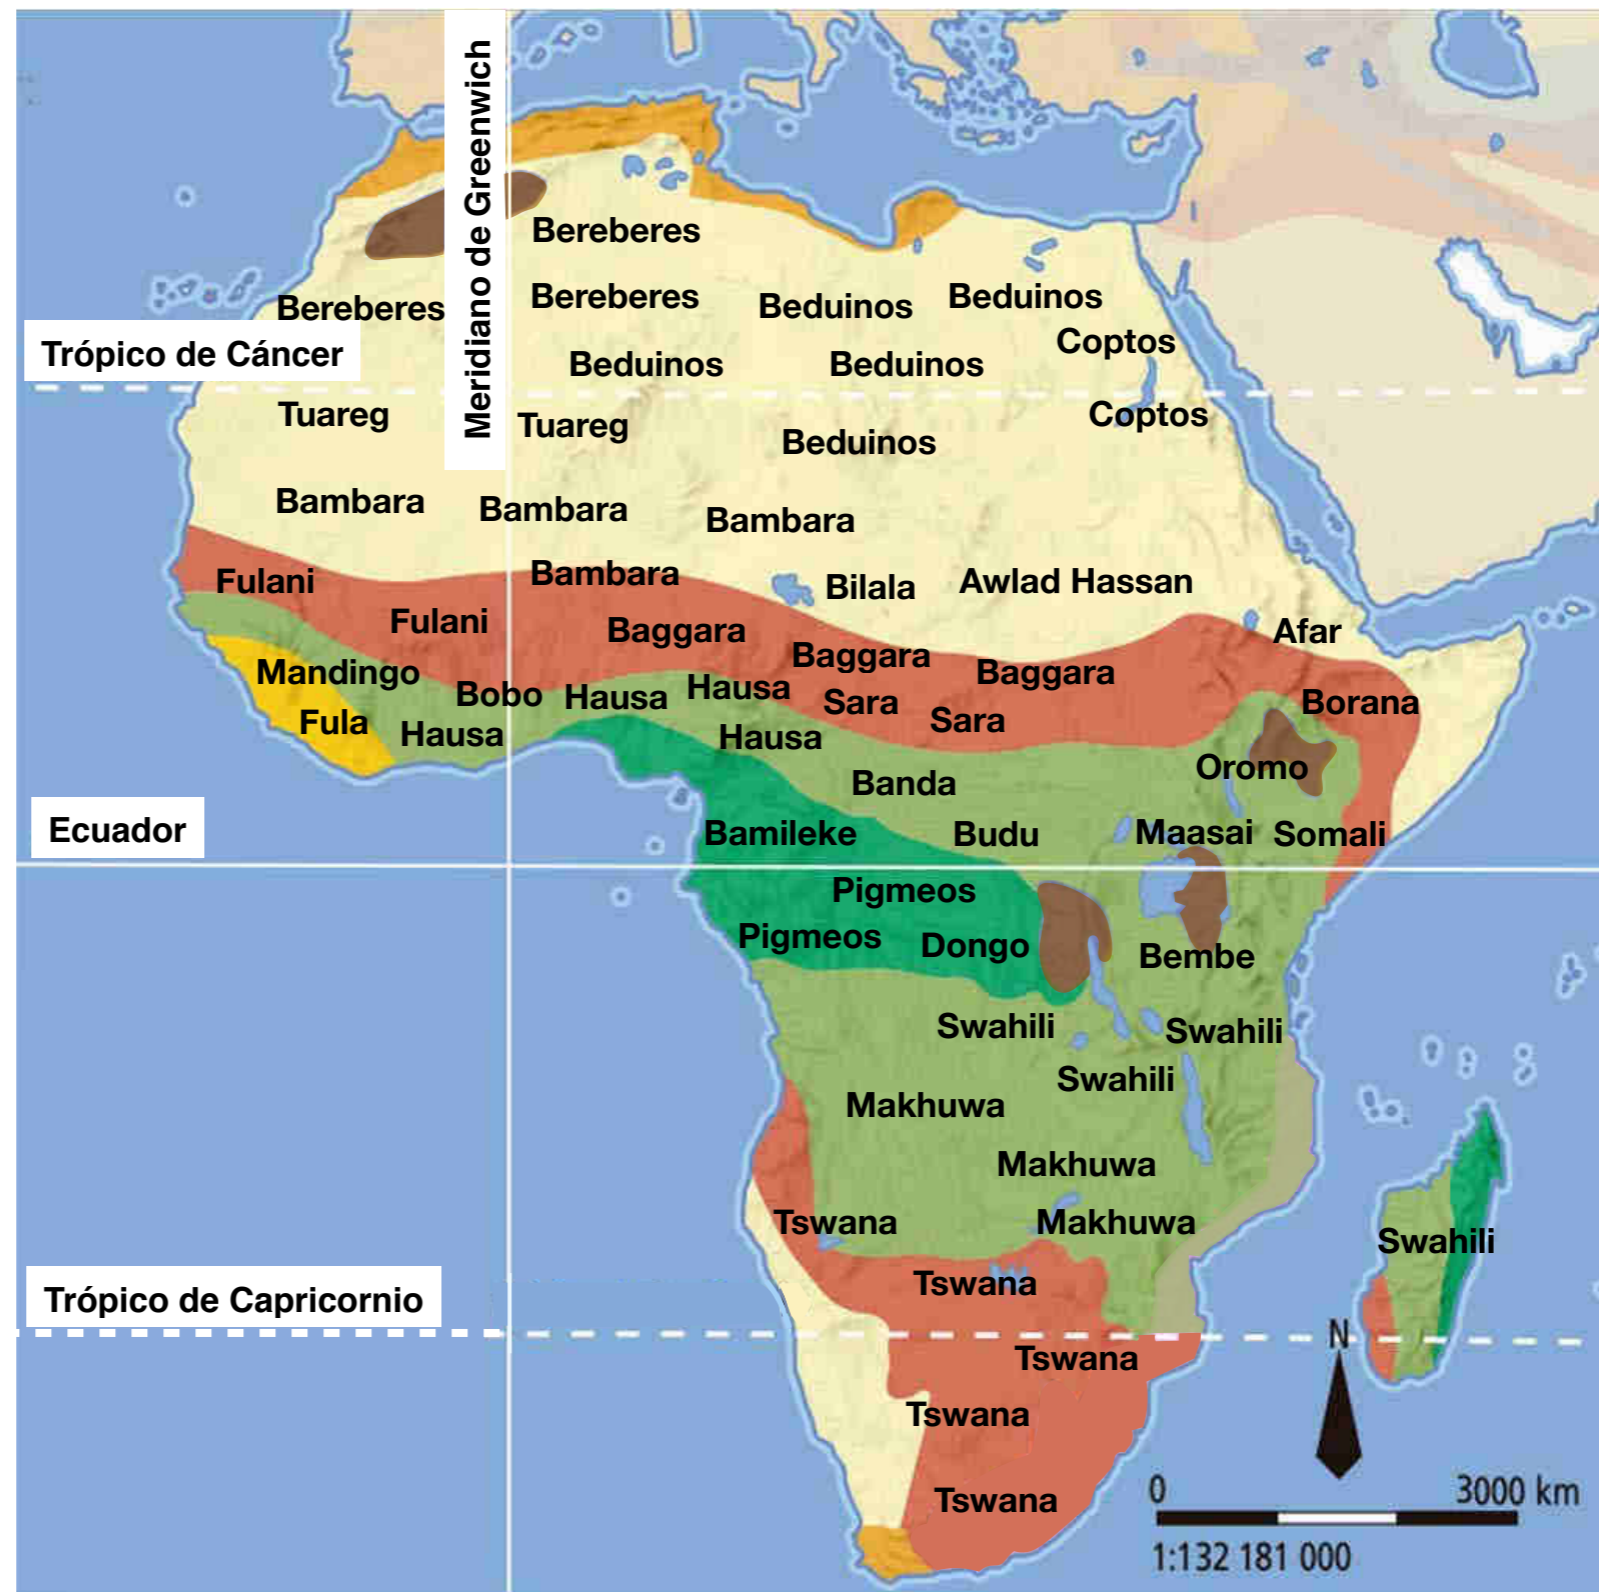 Meridiano de Greenwich
Bereberes
Bereberes
Bereberes
Beduinos
Beduinos
Trópico de Cáncer
Coptos
Beduinos
Beduinos
Tuareg
Tuareg
Coptos
Beduinos
Bambara
Bambara
Bambara
Bambara
Fulani
Bilala
Awlad Hassan
Fulani
Baggara
Afar
Baggara
Baggara
Mandingo
Bobo
Hausa
Hausa
Sara
Borana
Fula
Hausa
Hausa
Sara
Oromo
Banda
Ecuador
Bamileke
Budu
Maasai
Somali
Pigmeos
Pigmeos
Dongo
Bembe
Swahili
Swahili
Swahili
Makhuwa
Makhuwa
Tswana
Makhuwa
Swahili
Tswana
Trópico de Capricornio
N
Tswana
Tswana
Tswana
0 3000 km
1:132 181 000